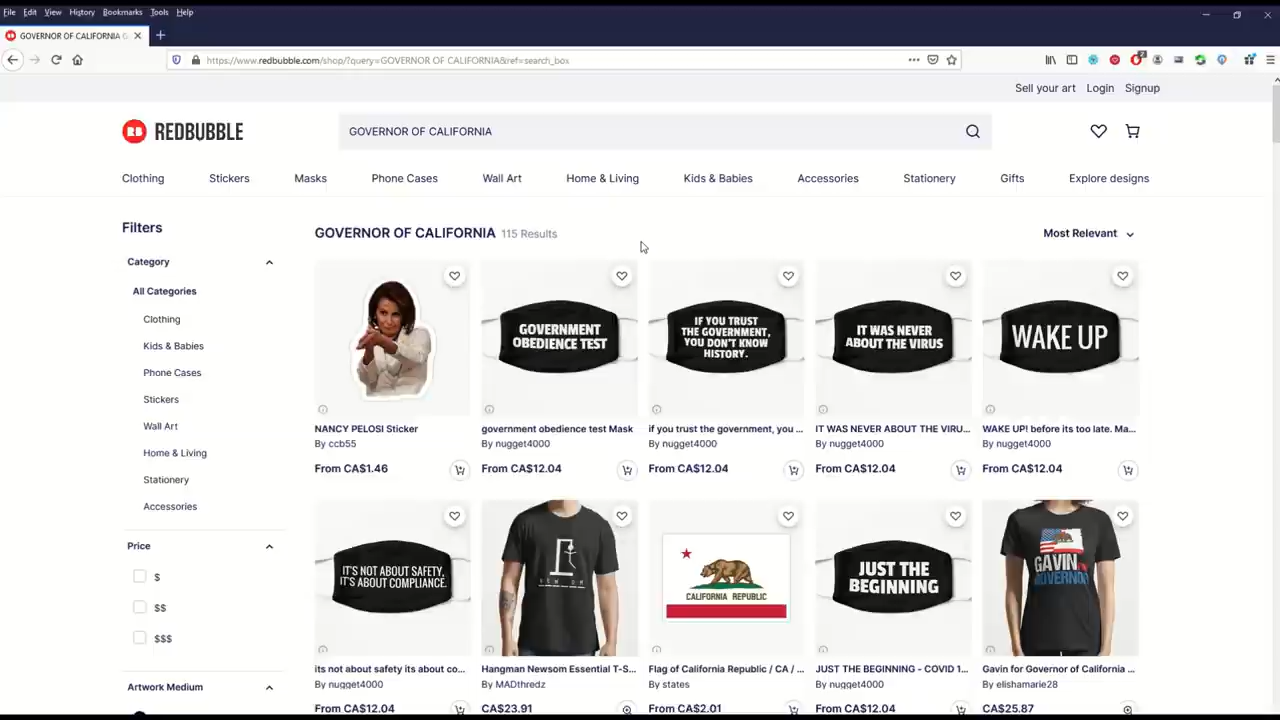 File Edit View History Bookmarks Tools Help
GOVERNOR OF CALIFORNIA G
https://www.redbubble.com/shop/?query=GOVERNOR OF CALIFORNIA&ref=search_box
Sell your art Login Signup
RB REDBUBBLE
GOVERNOR OF CALIFORNIA
Clothing Stickers Masks Phone Cases Wall Art Home & Living Kids & Babies Accessories Stationery Gifts Explore designs
Filters
Category
All Categories
Clothing
Kids & Babies
Phone Cases
Stickers
Wall Art
Home & Living
Stationery
Accessories
Price
$
$$
$$$
Artwork Medium
GOVERNOR OF CALIFORNIA 115 Results
Most Relevant
GOVERNMENT
OBEDIENCE TEST
IF YOU TRUST
THE GOVERNMENT,
YOU DON'T KNOW
HISTORY.
IT WAS NEVER
ABOUT THE VIRUS
WAKE UP
NANCY PELOSI Sticker
By ccb55
From CA$1.46
government obedience test Mask
By nugget4000
From CA$12.04
if you trust the government, you ...
By nugget4000
From CA$12.04
IT WAS NEVER ABOUT THE VIRU...
By nugget4000
From CA$12.04
WAKE UP! before its too late. Ma...
By nugget4000
From CA$12.04
IT'S NOT ABOUT SAFETY,
IT'S ABOUT COMPLIANCE.
CALIFORNIA REPUBLIC
JUST THE
BEGINNING
GAVIN
GOVERNOR
its not about safety its about co...
By nugget4000
From CA$12.04
Hangman Newsom Essential T-S...
By MADthredz
CA$23.91
Flag of California Republic / CA / ...
By states
From CA$2.01
JUST THE BEGINNING - COVID 1...
By nugget4000
From CA$12.04
Gavin for Governor of California ...
By elishamarie28
CA$25.87